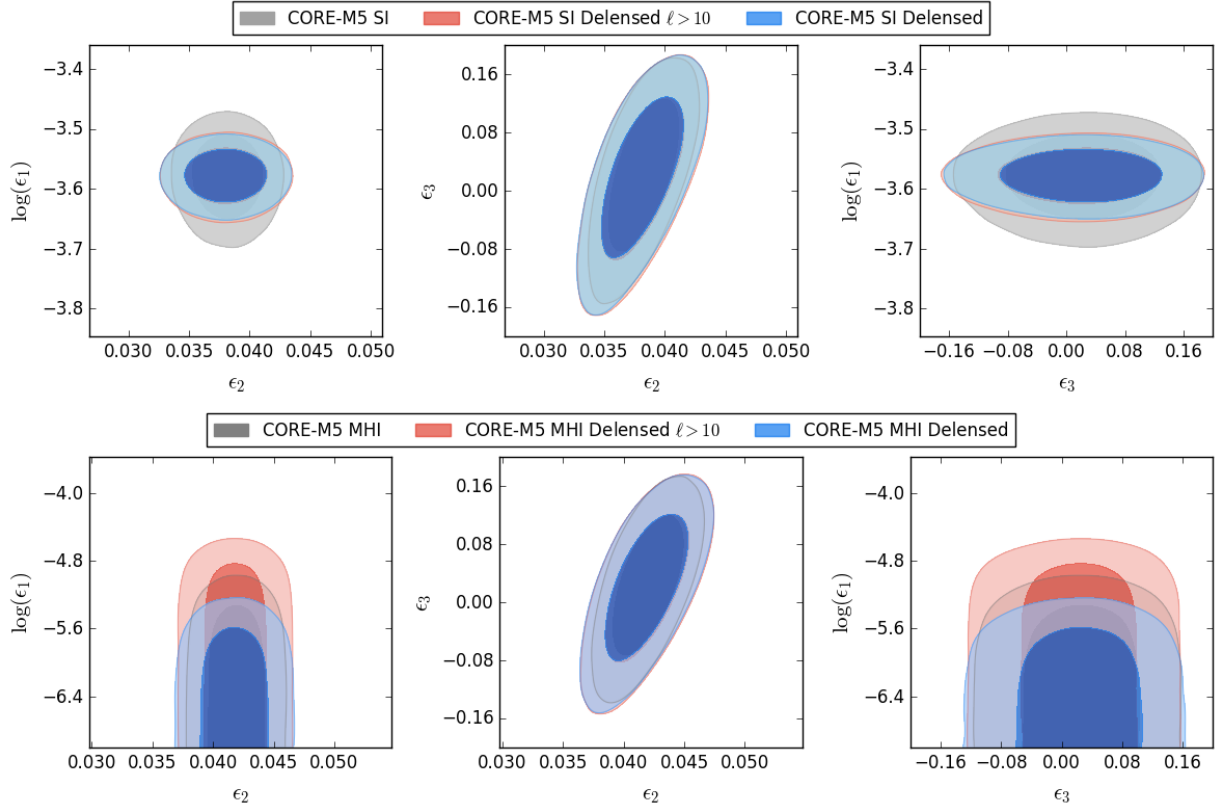 CORE-M5 SI CORE-M5 SI Delensed ℓ > 10 CORE-M5 SI Delensed
−3.4
−3.5
−3.6
−3.7
−3.8
log(ϵ₁)
0.030 0.035 0.040 0.045 0.050
ϵ₂
0.16
0.08
0.00
−0.08
−0.16
ϵ₃
0.030 0.035 0.040 0.045 0.050
ϵ₂
−3.4
−3.5
−3.6
−3.7
−3.8
log(ϵ₁)
−0.16 −0.08 0.00 0.08 0.16
ϵ₃
CORE-M5 MHI CORE-M5 MHI Delensed ℓ > 10 CORE-M5 MHI Delensed
−4.0
−4.8
−5.6
−6.4
log(ϵ₁)
0.030 0.035 0.040 0.045 0.050
ϵ₂
0.16
0.08
0.00
−0.08
−0.16
ϵ₃
0.030 0.035 0.040 0.045 0.050
ϵ₂
−4.0
−4.8
−5.6
−6.4
log(ϵ₁)
−0.16 −0.08 0.00 0.08 0.16
ϵ₃